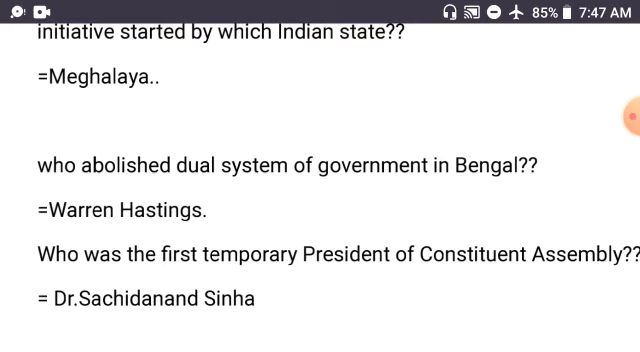 85% 7:47 AM
initiative started by which Indian state??
=Meghalaya..
who abolished dual system of government in Bengal??
=Warren Hastings.
Who was the first temporary President of Constituent Assembly??
= Dr.Sachidanand Sinha